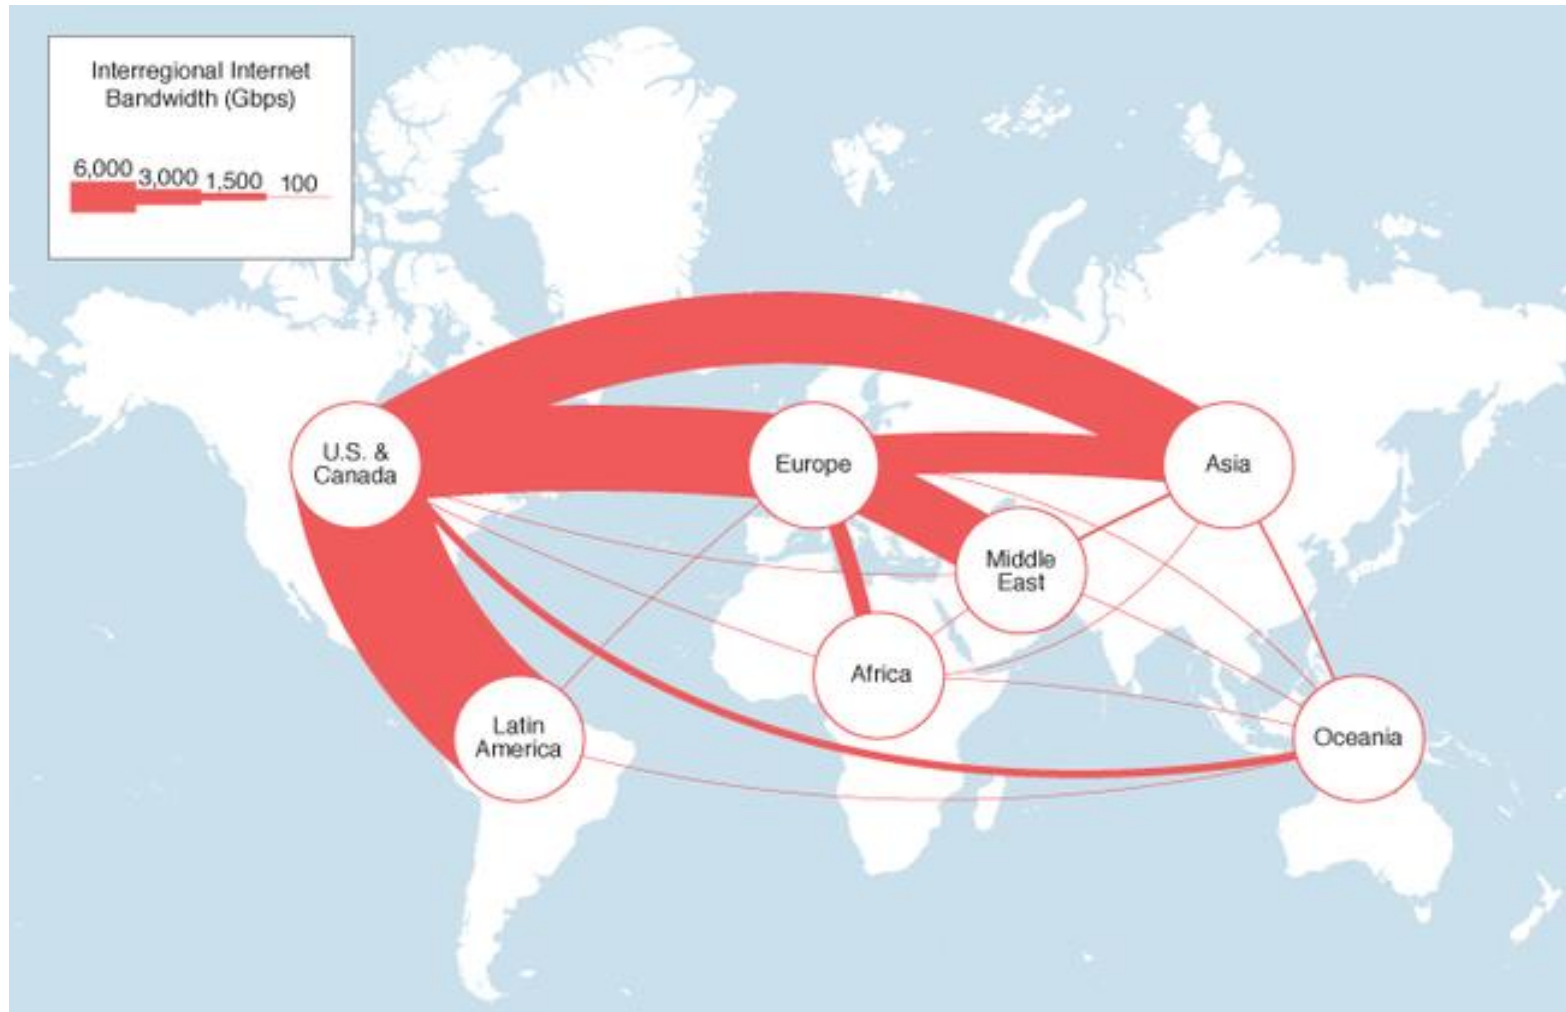 Interregional Internet
Bandwidth (Gbps)
6,000 3,000 1,500 100
U.S. &
Canada
Europe
Asia
Middle
East
Africa
Latin
America
Oceania